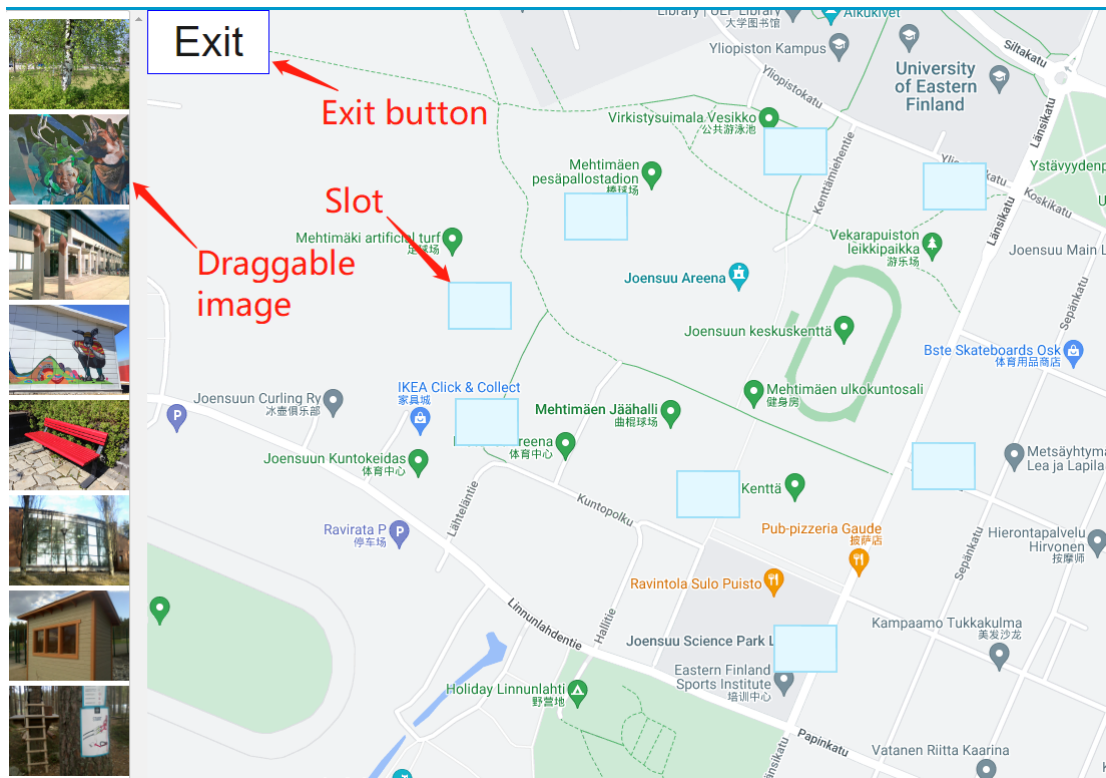 Exit
Exit button
Slot
Draggable
image
Library | UEF Library
大学图书馆
Alkukivet
Yliopiston Kampus
University
of Eastern
Finland
Siltakatu
Yliopistokatu
Länsikatu
Virkistysuimala Vesikko
公共游泳池
Kenttämiehentie
Mehtimäen
pesäpallostadion
棒球场
Koskikatu
Länsikatu
Mehtimäki artificial turf
足球场
Vekarapuiston
leikkipaikka
游乐场
Joensuu Main
Joensuu Areena
Sepänkatu
Joensuun keskuskenttä
Bste Skateboards Osk
体育用品商店
IKEA Click & Collect
家具城
Mehtimäen ulkokuntosali
健身房
Joensuun Curling Ry
冰壶俱乐部
P
Mehtimäen Jäähalli
曲棍球场
体育中心
Joensuun Kuntokeidas
体育中心
Metsäyhtymä
Lea ja Lapila
Lähteläntie
Kuntopolku
Kenttä
Ravirata P
停车场
P
Pub-pizzeria Gaude
披萨店
Hierontapalvelu
Hirvonen
按摩师
Sepänkatu
Ravintola Sulo Puisto
Linnunlahdentie
Hallitie
Kampaamo Tukkakulma
美发沙龙
Joensuu Science Park
Eastern Finland
Sports Institute
培训中心
Holiday Linnunlahti
野营地
Papinkatu
Länsikatu
Vatanen Riitta Kaarina